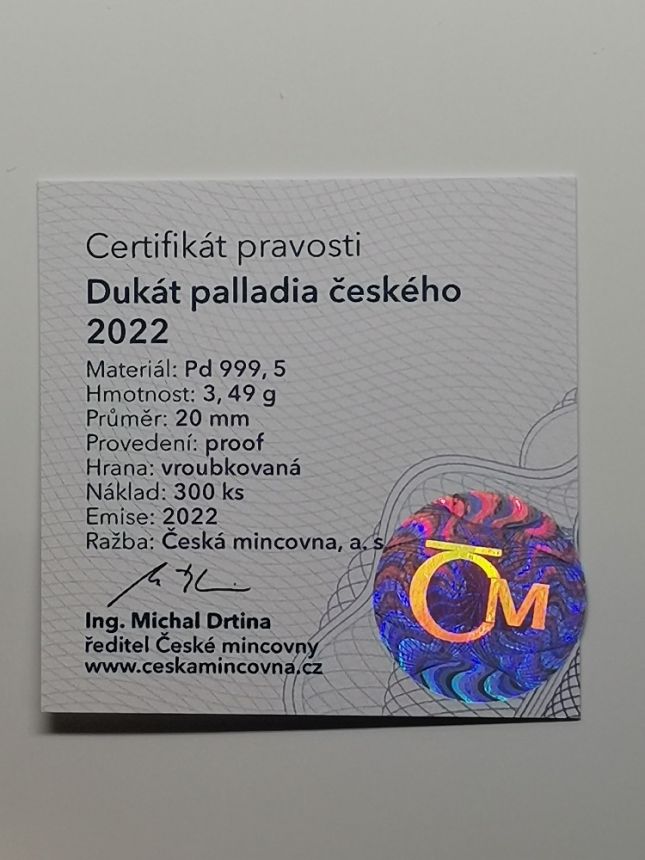 Certifikát pravosti
Dukát palladia českého
2022
Materiál: Pd 999, 5
Hmotnost: 3, 49 g
Průměr: 20 mm
Provedení: proof
Hrana: vroubkovaná
Náklad: 300 ks
Emise: 2022
Ražba: Česká mincovna, a. s
ČM
Ing. Michal Drtina
ředitel České mincovny
www.ceskamincovna.cz